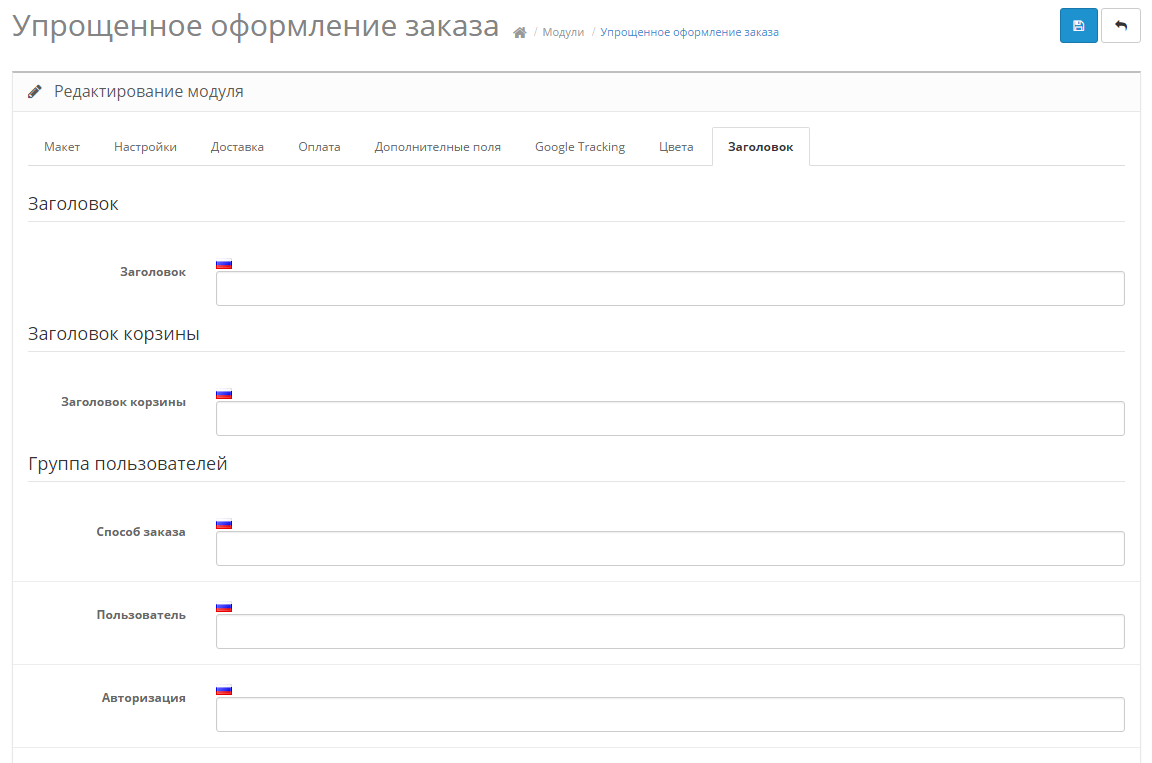 Упрощенное оформление заказа / Модули / Упрощенное оформление заказа
Редактирование модуля
Макет Настройки Доставка Оплата Дополнителные поля Google Tracking Цвета Заголовок
Заголовок
Заголовок
Заголовок корзины
Заголовок корзины
Группа пользователей
Способ заказа
Пользователь
Авторизация